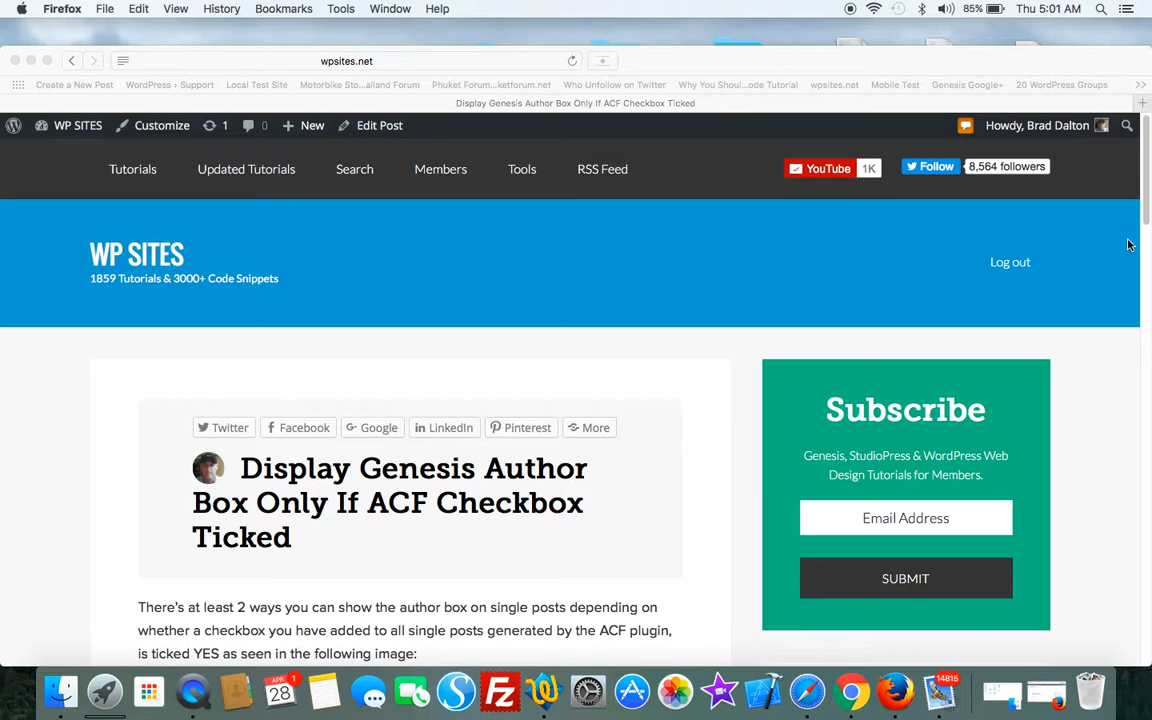 Firefox File Edit View History Bookmarks Tools Window Help 85% Thu 5:01 AM
wpsites.net
Create a New Post WordPress › Support Local Test Site Motorbike Sto...ailand Forum Phuket Forum...ketforum.net Who Unfollow on Twitter Why You Shoul...ode Tutorial wpsites.net Mobile Test Genesis Google+ 20 WordPress Groups
Display Genesis Author Box Only If ACF Checkbox Ticked
WP SITES Customize 1 0 New Edit Post Howdy, Brad Dalton
Tutorials Updated Tutorials Search Members Tools RSS Feed YouTube 1K Follow 8,564 followers
WP SITES
1859 Tutorials & 3000+ Code Snippets
Log out
Twitter Facebook Google LinkedIn Pinterest More
Display Genesis Author
Box Only If ACF Checkbox
Ticked
There's at least 2 ways you can show the author box on single posts depending on
whether a checkbox you have added to all single posts generated by the ACF plugin,
is ticked YES as seen in the following image:
Subscribe
Genesis, StudioPress & WordPress Web
Design Tutorials for Members.
Email Address
SUBMIT
APR 28 1
14815